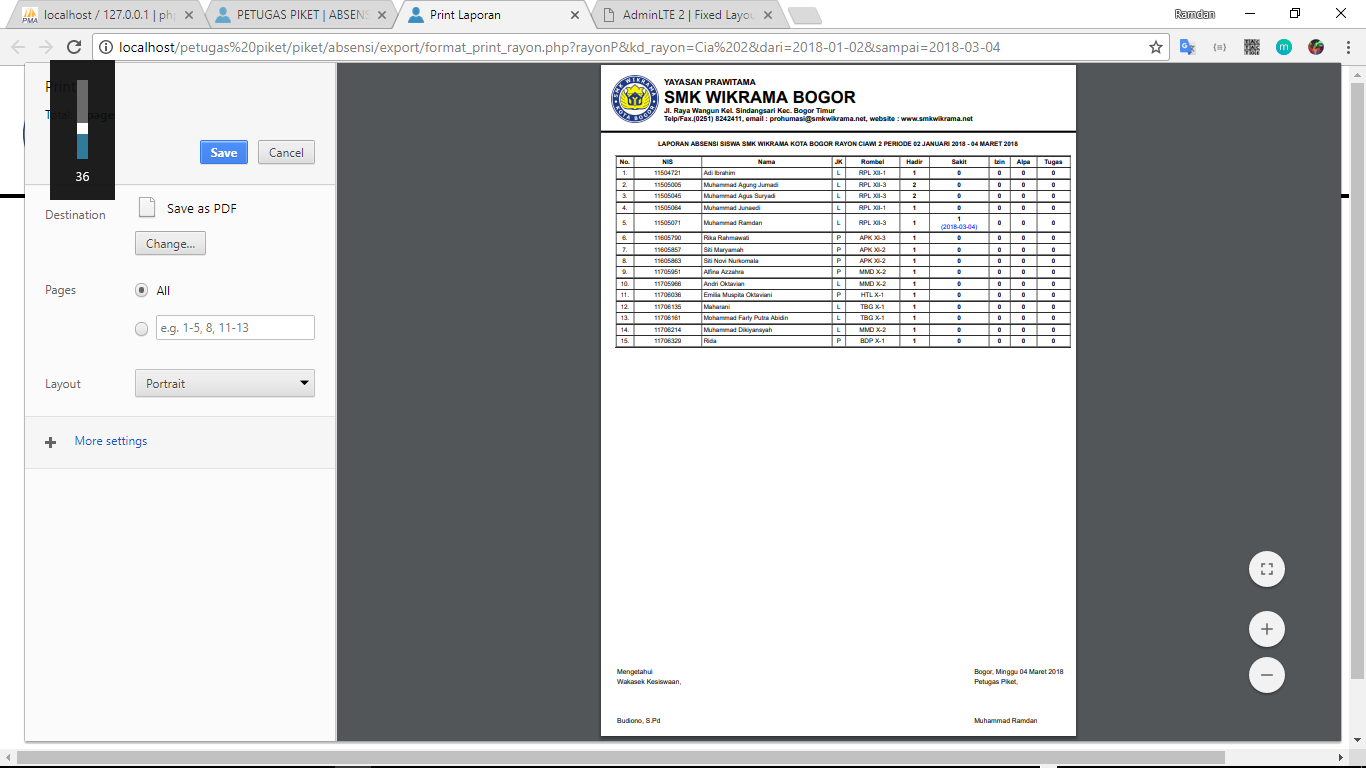 localhost / 127.0.0.1 | ph
PETUGAS PIKET | ABSENS
Print Laporan
AdminLTE 2 | Fixed Layou
Ramdan
localhost/petugas%20piket/piket/absensi/export/format_print_rayon.php?rayonP&kd_rayon=Cia%202&dari=2018-01-02&sampai=2018-03-04
Print
Total: page
Save
Cancel
36
Destination
Save as PDF
Change...
Pages
All
e.g. 1-5, 8, 11-13
Layout
Portrait
More settings
SMK WIKRAMA
KOTA BOGOR
YAYASAN PRAWITAMA
SMK WIKRAMA BOGOR
Jl. Raya Wangun Kel. Sindangsari Kec. Bogor Timur
Telp/Fax.(0251) 8242411, email : prohumasi@smkwikrama.net, website : www.smkwikrama.net
LAPORAN ABSENSI SISWA SMK WIKRAMA KOTA BOGOR RAYON CIAWI 2 PERIODE 02 JANUARI 2018 - 04 MARET 2018
No. NIS Nama JK Rombel Hadir Sakit Izin Alpa Tugas
1. 11504721 Adi Ibrahim L RPL XII-1 1 0 0 0 0
2. 11505005 Muhammad Agung Jumadi L RPL XII-3 2 0 0 0 0
3. 11505045 Muhammad Agus Suryadi L RPL XII-3 2 0 0 0 0
4. 11505064 Muhammad Junaedi L RPL XII-1 1 0 0 0 0
5. 11505071 Muhammad Ramdan L RPL XII-3 1 1 (2018-03-04) 0 0 0
6. 11605790 Rika Rahmawati P APK XI-3 1 0 0 0 0
7. 11605857 Siti Maryamah P APK XI-2 1 0 0 0 0
8. 11605863 Siti Novi Nurkomala P APK XI-2 1 0 0 0 0
9. 11705951 Alfina Azzahra P MMD X-2 1 0 0 0 0
10. 11705966 Andri Oktavian L MMD X-2 1 0 0 0 0
11. 11706036 Emilia Muspita Oktaviani P HTL X-1 1 0 0 0 0
12. 11706135 Maharani L TBG X-1 1 0 0 0 0
13. 11706161 Mohammad Farly Putra Abidin L TBG X-1 1 0 0 0 0
14. 11706214 Muhammad Dikiyansyah L MMD X-2 1 0 0 0 0
15. 11706329 Rida P BDP X-1 1 0 0 0 0
Mengetahui
Wakasek Kesiswaan,
Bogor, Minggu 04 Maret 2018
Petugas Piket,
Budiono, S.Pd
Muhammad Ramdan